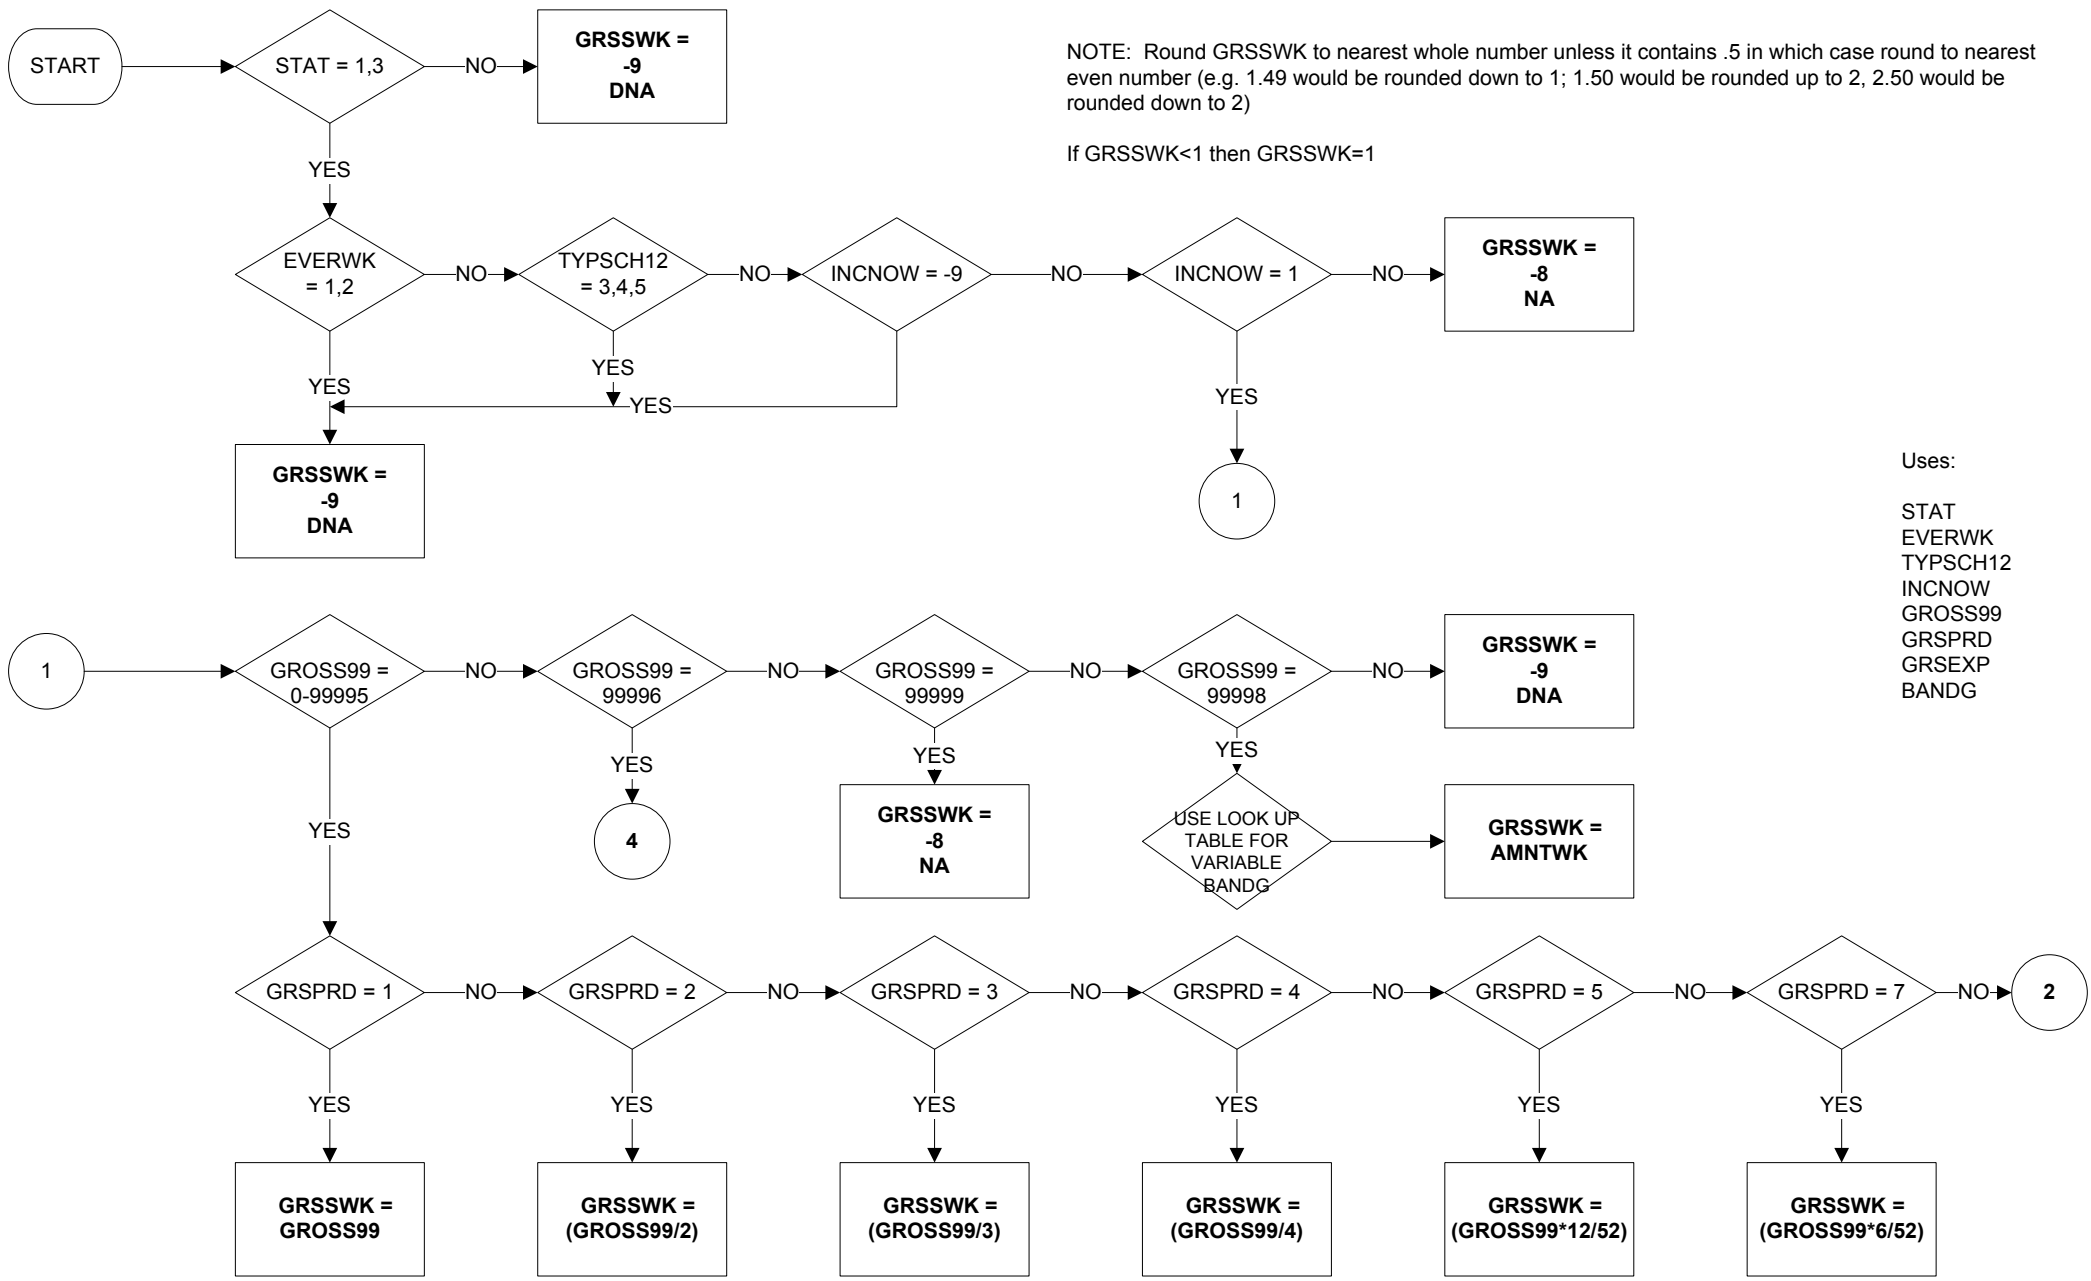 START
STAT = 1,3
NO
GRSSWK =
-9
DNA
NOTE: Round GRSSWK to nearest whole number unless it contains .5 in which case round to nearest
even number (e.g. 1.49 would be rounded down to 1; 1.50 would be rounded up to 2, 2.50 would be
rounded down to 2)
If GRSSWK<1 then GRSSWK=1
YES
EVERWK
= 1,2
NO
TYPSCH12
= 3,4,5
NO
INCNOW = -9
NO
INCNOW = 1
NO
GRSSWK =
-8
NA
YES
YES
YES
YES
GRSSWK =
-9
DNA
1
Uses:
STAT
EVERWK
TYPSCH12
INCNOW
GROSS99
GRSPRD
GRSEXP
BANDG
1
GROSS99 =
0-99995
NO
GROSS99 =
99996
NO
GROSS99 =
99999
NO
GROSS99 =
99998
NO
GRSSWK =
-9
DNA
YES
YES
YES
YES
4
GRSSWK =
-8
NA
USE LOOK UP
TABLE FOR
VARIABLE
BANDG
GRSSWK =
AMNTWK
GRSPRD = 1
NO
GRSPRD = 2
NO
GRSPRD = 3
NO
GRSPRD = 4
NO
GRSPRD = 5
NO
GRSPRD = 7
NO
2
YES
YES
YES
YES
YES
YES
GRSSWK =
GROSS99
GRSSWK =
(GROSS99/2)
GRSSWK =
(GROSS99/3)
GRSSWK =
(GROSS99/4)
GRSSWK =
(GROSS99*12/52)
GRSSWK =
(GROSS99*6/52)